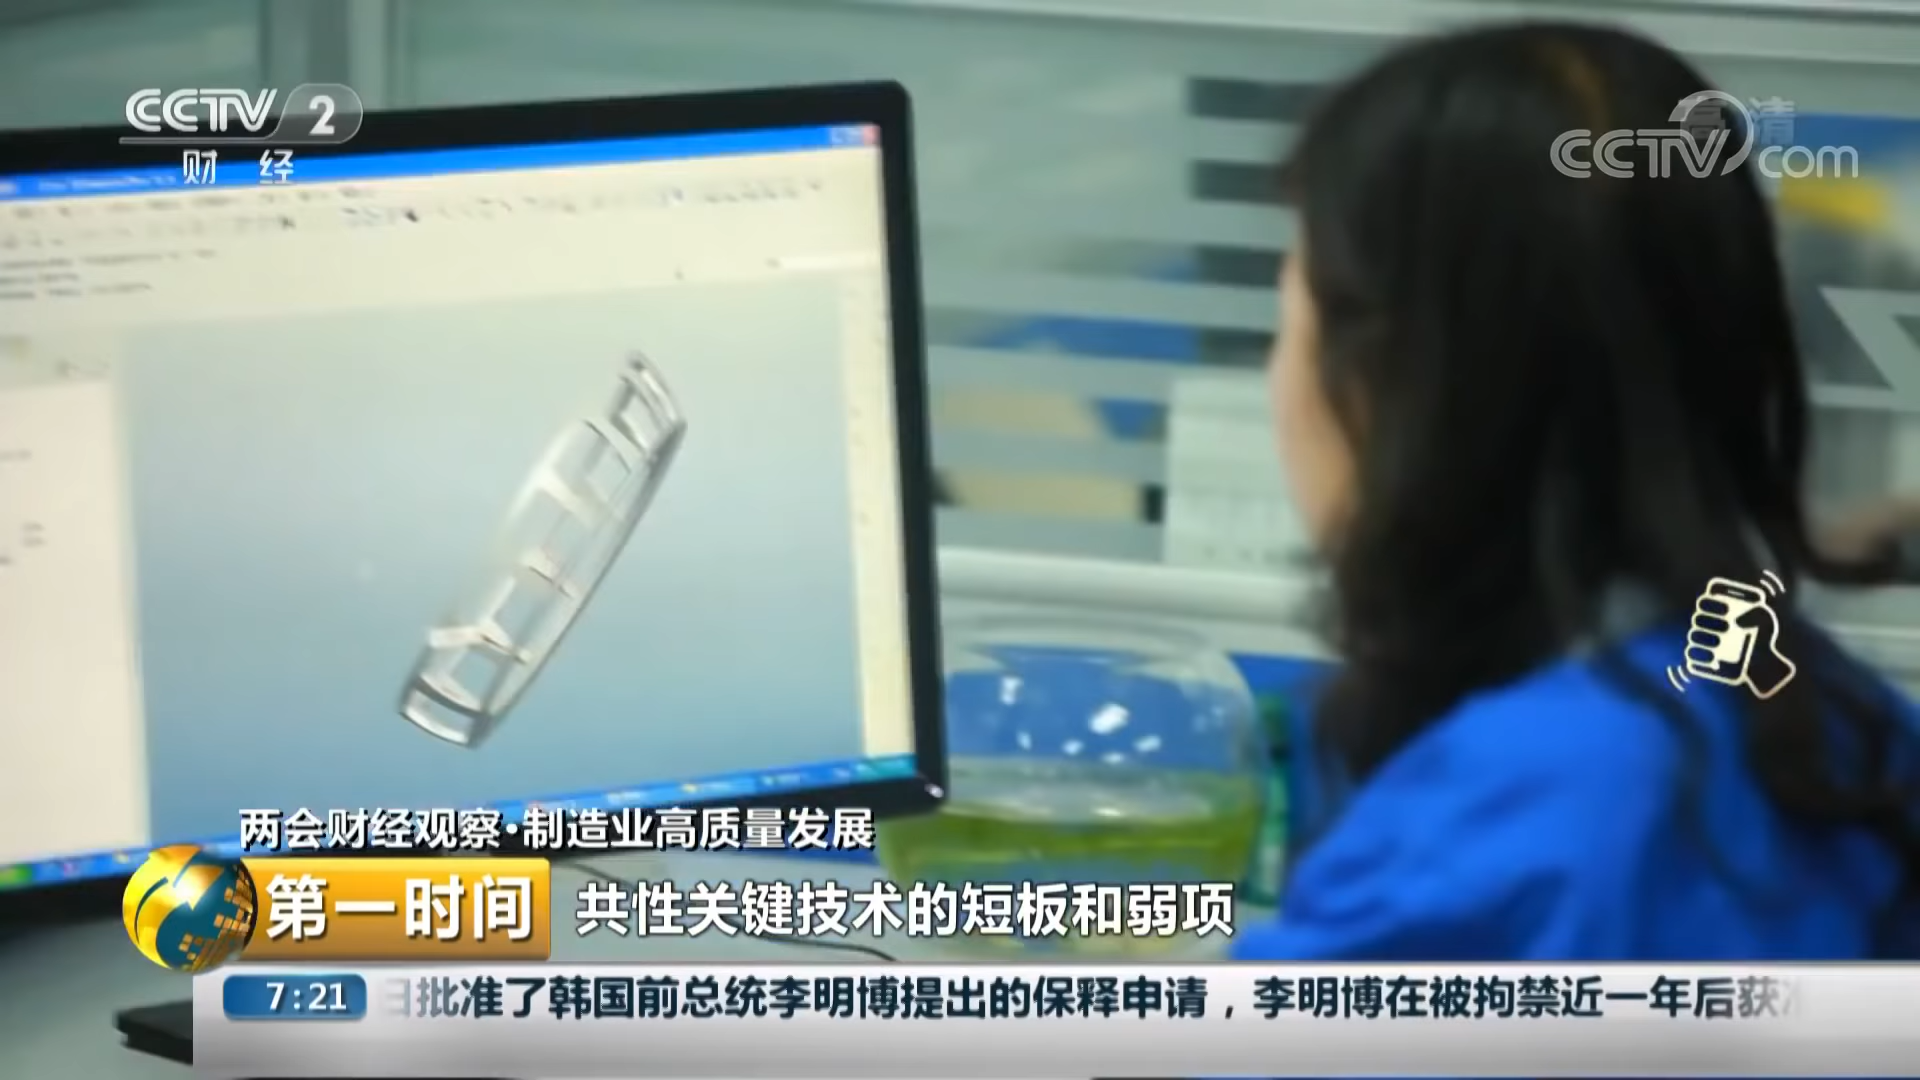 CCTV 2
财 经
高清
CCTV com
两会财经观察·制造业高质量发展
第一时间
共性关键技术的短板和弱项
7:21
日批准了韩国前总统李明博提出的保释申请，李明博在被拘禁近一年后获